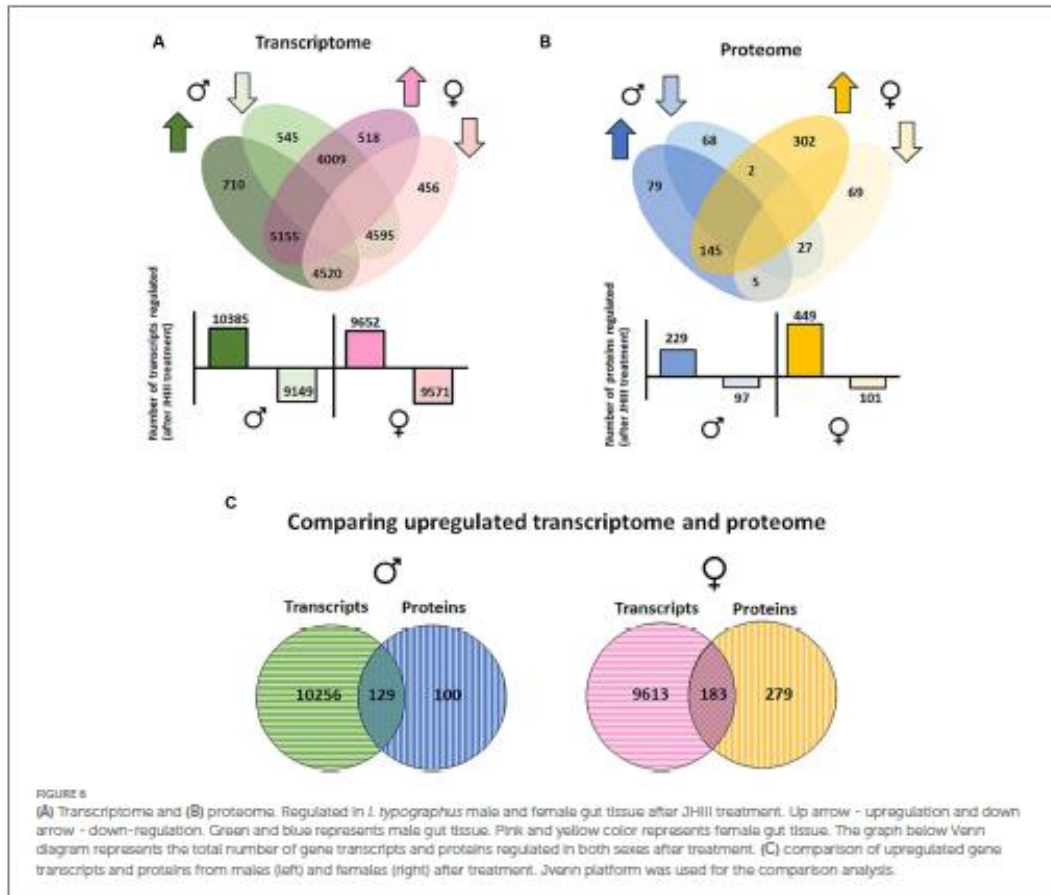 A
Transcriptome
♂
♀
545
518
4009
710
456
5155
4595
4520
Number of transcripts regulated
(after JHIII treatment)
10385
9652
9149
9571
♂
♀
B
Proteome
♂
♀
68
302
2
79
69
145
27
5
Number of proteins regulated
(after JHIII treatment)
229
449
97
101
♂
♀
C
Comparing upregulated transcriptome and proteome
♂
♀
Transcripts Proteins
Transcripts Proteins
10256 129 100
9613 183 279
FIGURE 6
(A) Transcriptome and (B) proteome. Regulated in I. typographus male and female gut tissue after JHIII treatment. Up arrow - upregulation and down
arrow - down-regulation. Green and blue represents male gut tissue. Pink and yellow color represents female gut tissue. The graph below Venn
diagram represents the total number of gene transcripts and proteins regulated in both sexes after treatment. (C) comparison of upregulated gene
transcripts and proteins from males (left) and females (right) after treatment. Jvenn platform was used for the comparison analysis.